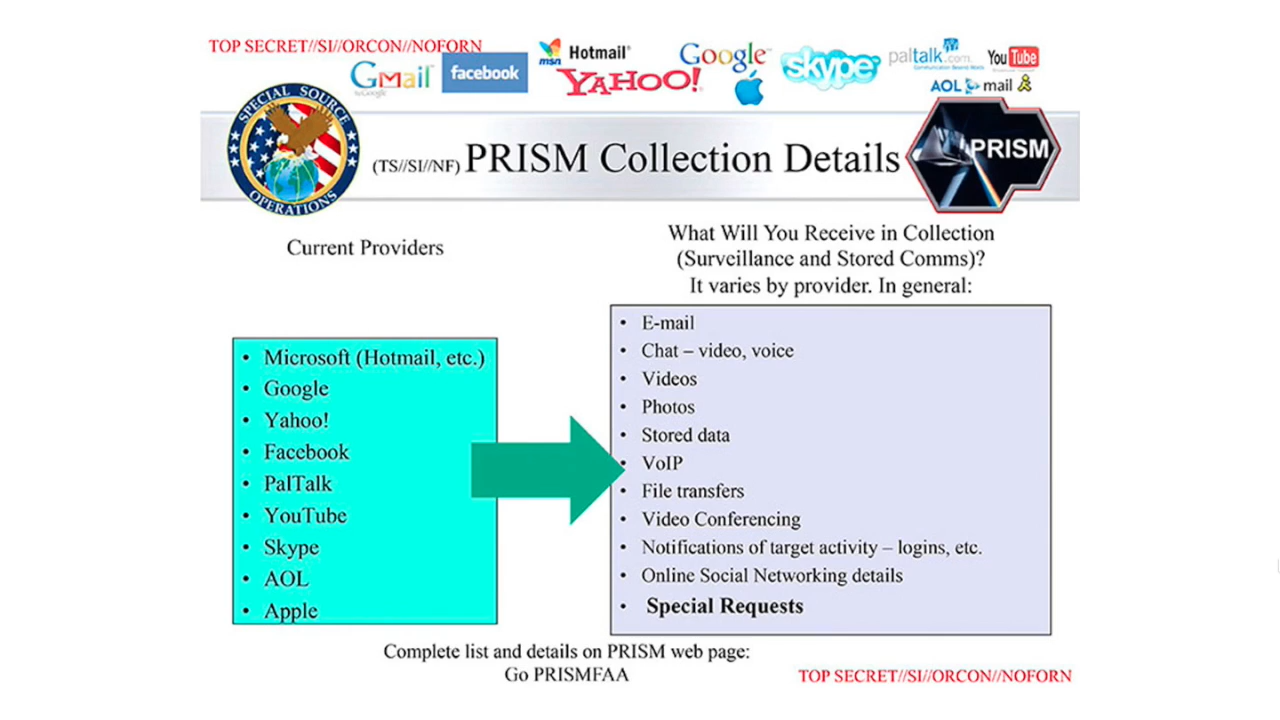 TOP SECRET//SI//ORCON//NOFORN
Gmail
by Google
facebook
msn Hotmail
YAHOO!
Google
skype
paltalk.com
YouTube
AOL mail
SPECIAL SOURCE
OPERATIONS
(TS//SI//NF) PRISM Collection Details
PRISM
Current Providers
• Microsoft (Hotmail, etc.)
• Google
• Yahoo!
• Facebook
• PalTalk
• YouTube
• Skype
• AOL
• Apple
What Will You Receive in Collection
(Surveillance and Stored Comms)?
It varies by provider. In general:
• E-mail
• Chat – video, voice
• Videos
• Photos
• Stored data
• VoIP
• File transfers
• Video Conferencing
• Notifications of target activity – logins, etc.
• Online Social Networking details
• Special Requests
Complete list and details on PRISM web page:
Go PRISMFAA
TOP SECRET//SI//ORCON//NOFORN